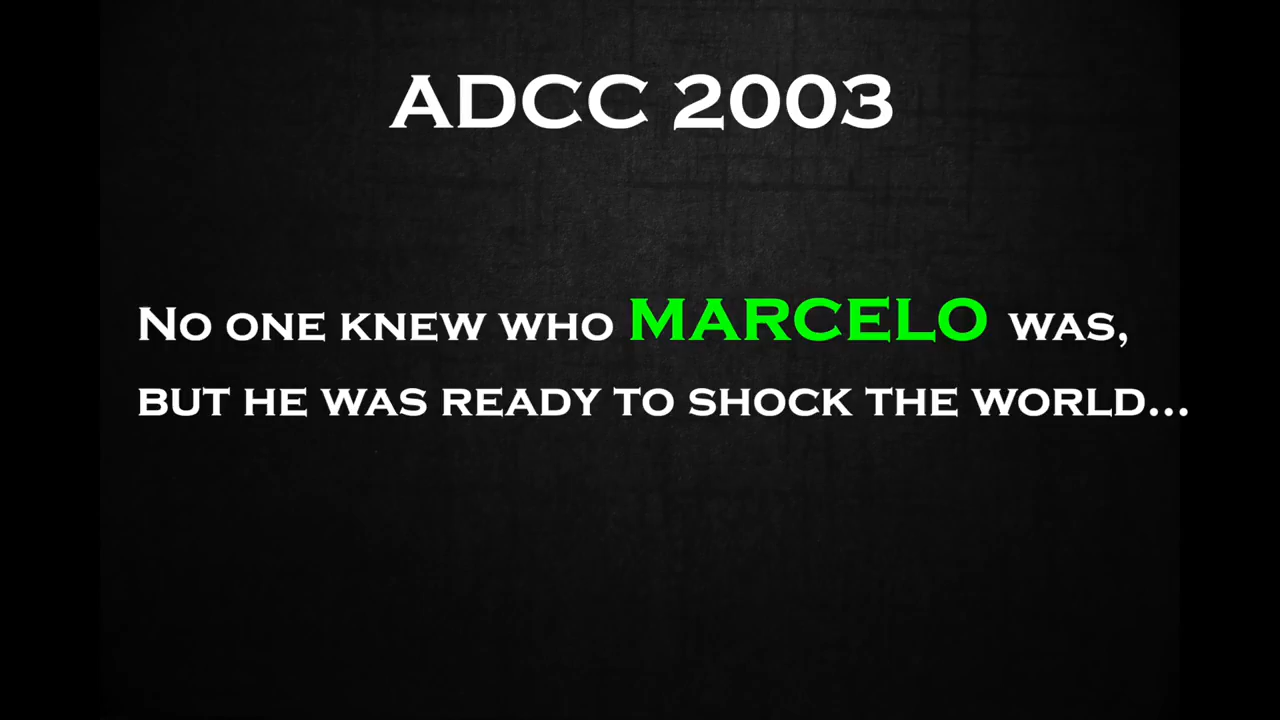 ADCC 2003
No one knew who MARCELO was,
but he was ready to shock the world...